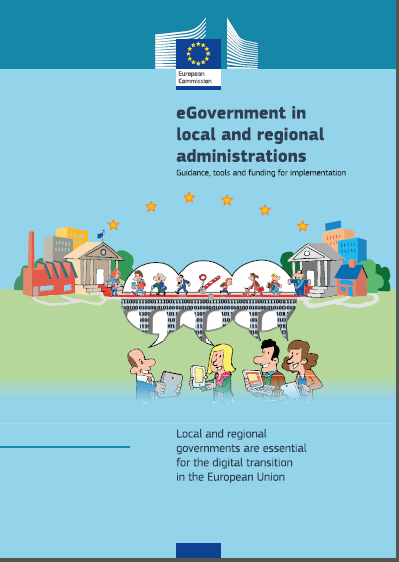 European
Commission
eGovernment in
local and regional
administrations
Guidance, tools and funding for implementation
Local and regional
governments are essential
for the digital transition
in the European Union